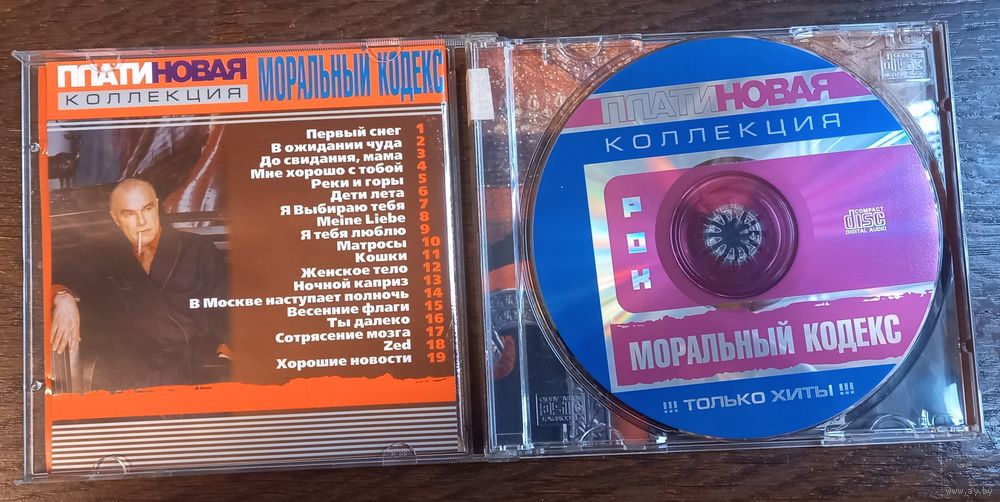 ПЛАТИНОВАЯ
КОЛЛЕКЦИЯ
МОРАЛЬНЫЙ КОДЕКС
Первый снег 1
В ожидании чуда 2
До свидания, мама 3
Мне хорошо с тобой 4
Реки и горы 5
Дети лета 6
Я Выбираю тебя 7
Meine Liebe 8
Я тебя люблю 9
Матросы 10
Кошки 11
Женское тело 12
Ночной каприз 13
В Москве наступает полночь 14
Весенние флаги 15
Ты далеко 16
Сотрясение мозга 17
Zed 18
Хорошие новости 19
ПЛАТИНОВАЯ
КОЛЛЕКЦИЯ
РОК
COMPACT
disc
DIGITAL AUDIO
МОРАЛЬНЫЙ КОДЕКС
!!! ТОЛЬКО ХИТЫ !!!
www.ay.by